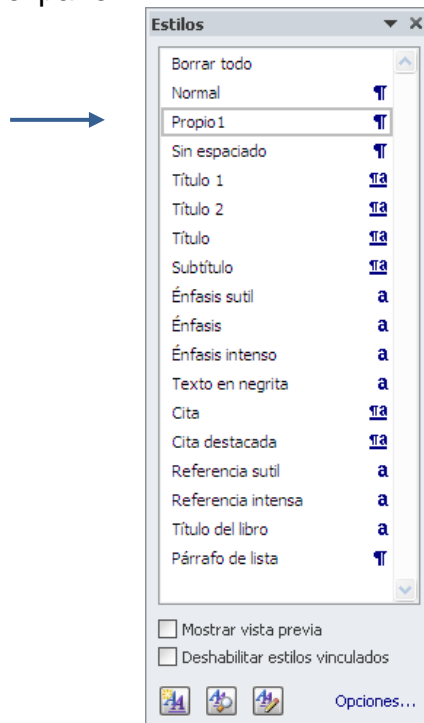 Estilos
Borrar todo
Normal ¶
Propio1 ¶
Sin espaciado ¶
Título 1 ¶a
Título 2 ¶a
Título ¶a
Subtítulo ¶a
Énfasis sutil a
Énfasis a
Énfasis intenso a
Texto en negrita a
Cita ¶a
Cita destacada ¶a
Referencia sutil a
Referencia intensa a
Título del libro a
Párrafo de lista ¶
Mostrar vista previa
Deshabilitar estilos vinculados
Opciones...